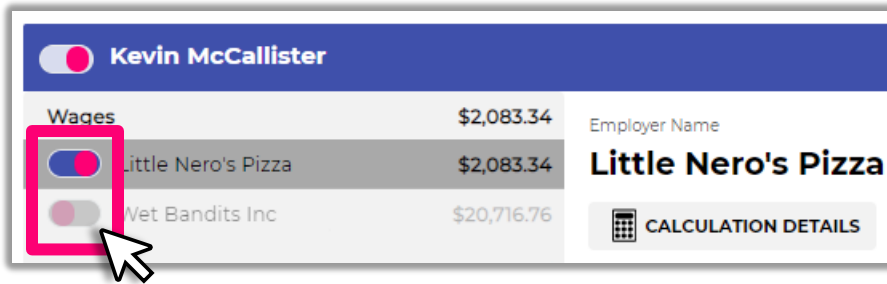 Kevin McCallister
Wages $2,083.34
Little Nero's Pizza $2,083.34
Wet Bandits Inc $20,716.76
Employer Name
Little Nero's Pizza
CALCULATION DETAILS